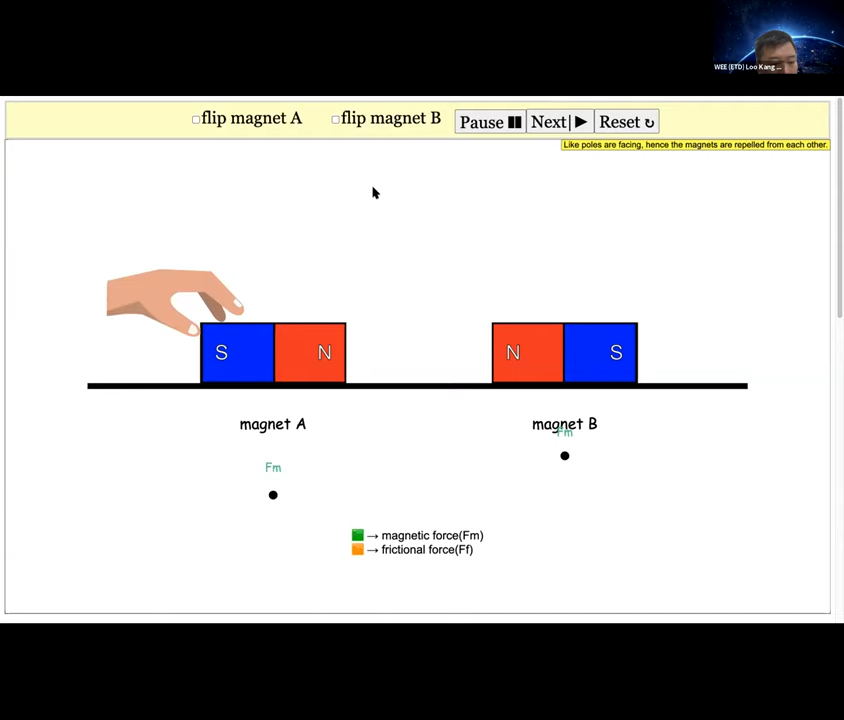 WEE (ETD) Loo Kang ...
flip magnet A
flip magnet B
Pause
Next|
Reset ↻
Like poles are facing, hence the magnets are repelled from each other.
S
N
N
S
magnet A
magnet B
Fm
Fm
→ magnetic force(Fm)
→ frictional force(Ff)